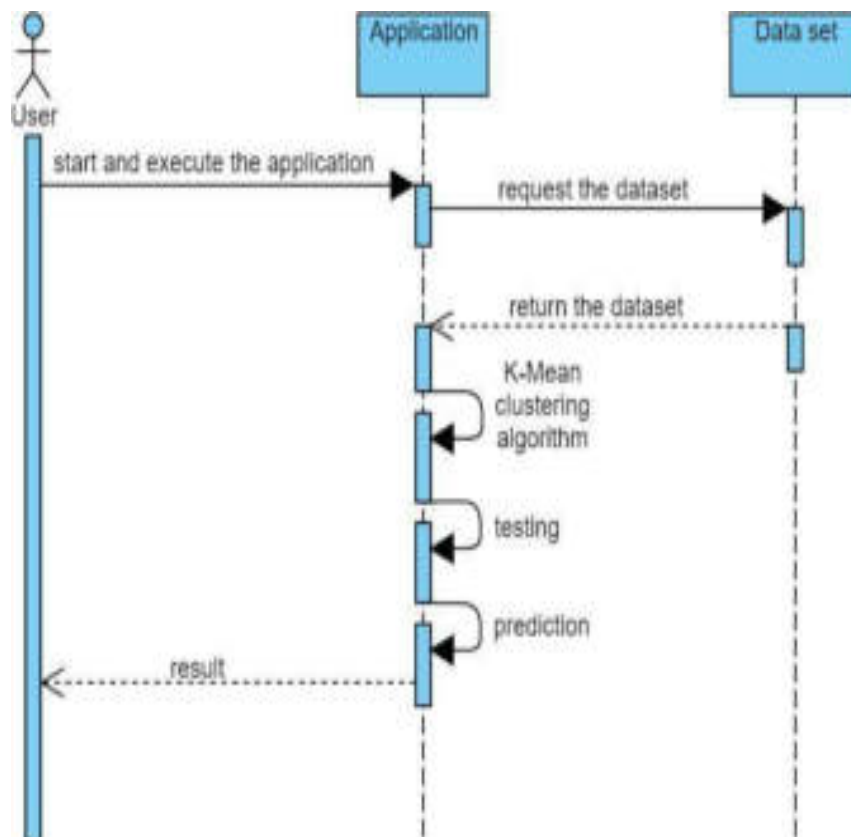 Application
Data set
User
start and execute the application
request the dataset
return the dataset
K-Mean
clustering
algorithm
testing
prediction
result